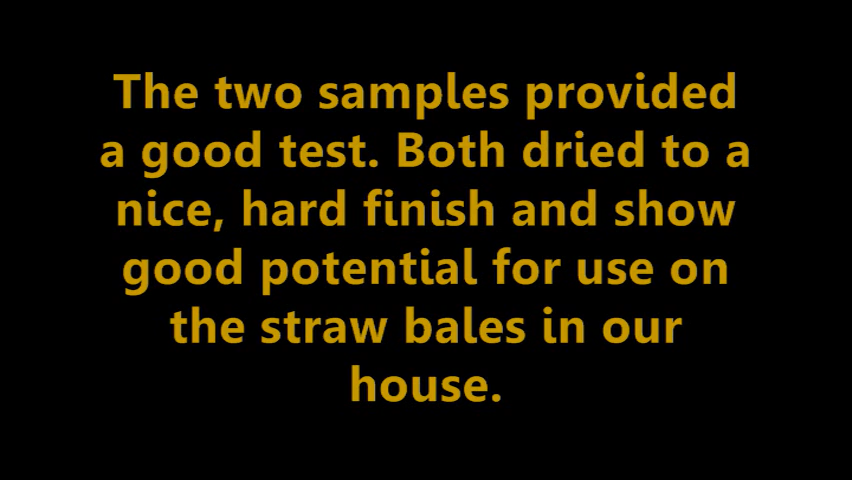 The two samples provided
a good test. Both dried to a
nice, hard finish and show
good potential for use on
the straw bales in our
house.